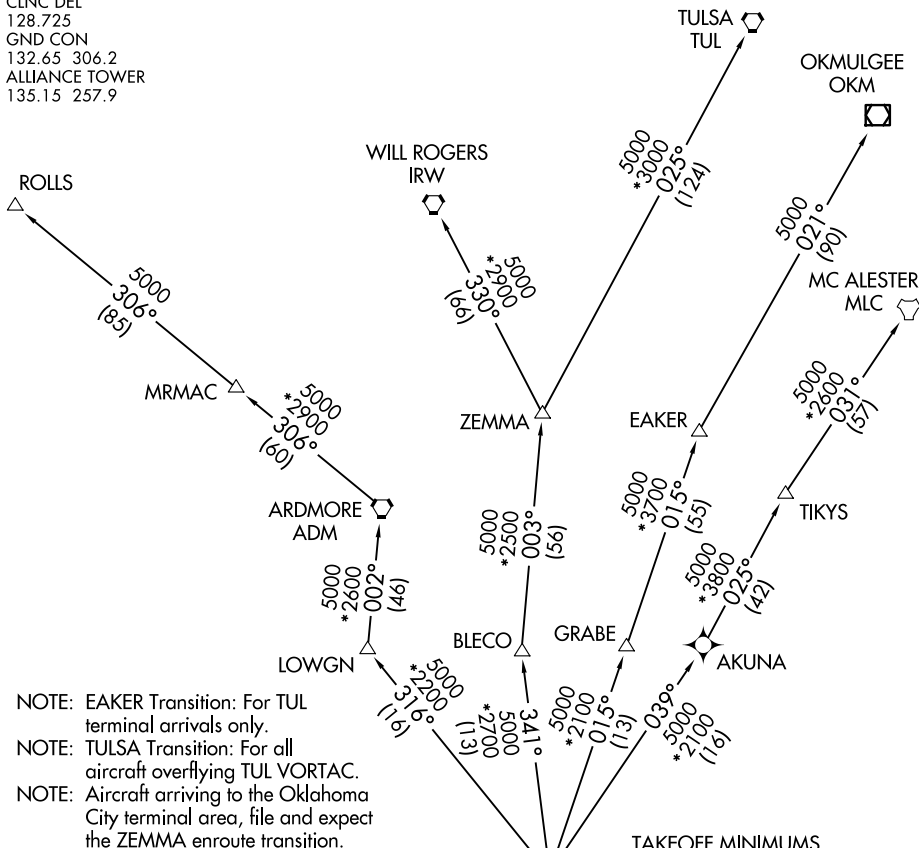 CLNC DEL
128.725
GND CON
132.65 306.2
ALLIANCE TOWER
135.15 257.9
TULSA
TUL
OKMULGEE
OKM
WILL ROGERS
IRW
ROLLS
5000
*3000
025°
(124)
5000
021°
(90)
5000
*2900
330°
(66)
5000
306°
(85)
MC ALESTER
MLC
MRMAC
5000
*2900
306°
(60)
ZEMMA
EAKER
5000
*2600
031°
(57)
ARDMORE
ADM
5000
*2500
003°
(56)
5000
*3700
015°
(55)
TIKYS
5000
*2600
002°
(46)
5000
*3800
025°
(42)
LOWGN
BLECO
GRABE
AKUNA
5000
*2200
316°
(16)
341°
5000
*2700
(13)
5000
*2100
015°
(13)
039°
5000
*2100
(16)
NOTE: EAKER Transition: For TUL
terminal arrivals only.
NOTE: TULSA Transition: For all
aircraft overflying TUL VORTAC.
NOTE: Aircraft arriving to the Oklahoma
City terminal area, file and expect
the ZEMMA enroute transition.
TAKEOFF MINIMUMS